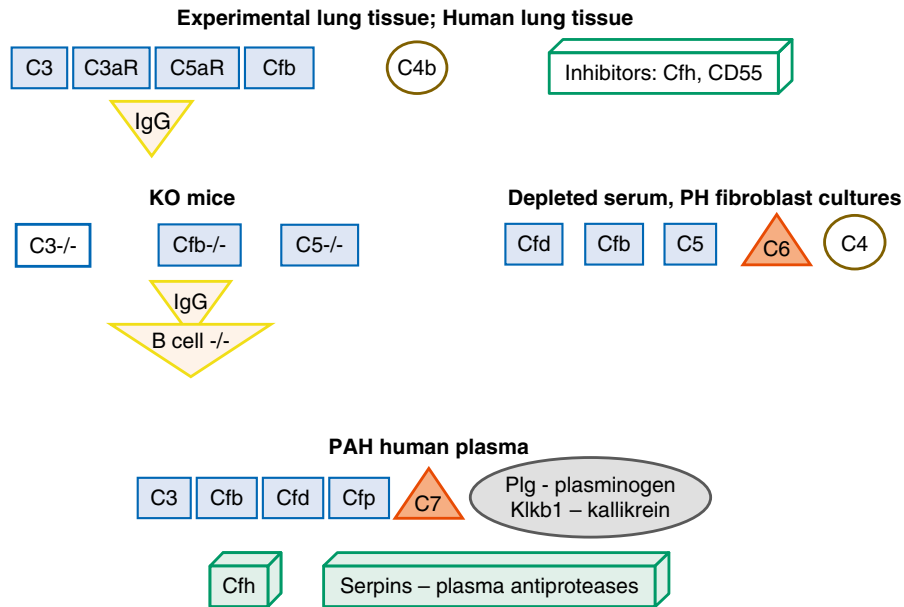 Experimental lung tissue; Human lung tissue
C3 C3aR C5aR Cfb C4b Inhibitors: Cfh, CD55
IgG
KO mice
Depleted serum, PH fibroblast cultures
C3-/- Cfb-/- C5-/-
Cfd Cfb C5 C6 C4
IgG
B cell -/-
PAH human plasma
C3 Cfb Cfd Cfp C7
Plg - plasminogen
Klkb1 – kallikrein
Cfh
Serpins – plasma antiproteases